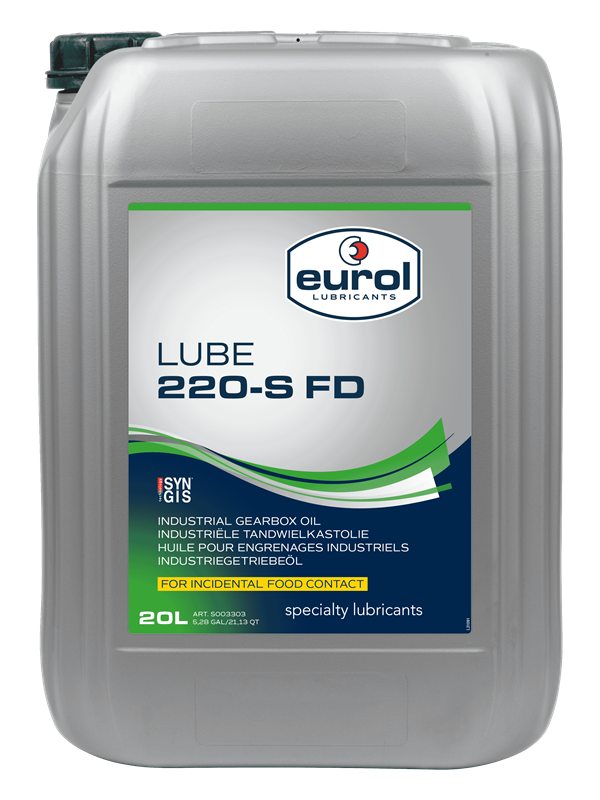 eurol
LUBRICANTS
LUBE
220-S FD
SYN
GIS
INDUSTRIAL GEARBOX OIL
INDUSTRIËLE TANDWIELKASTOLIE
HUILE POUR ENGRENAGES INDUSTRIELS
INDUSTRIEGETRIEBEÖL
FOR INCIDENTAL FOOD CONTACT
20L
ART. S003303
5,28 GAL/21,13 QT
specialty lubricants